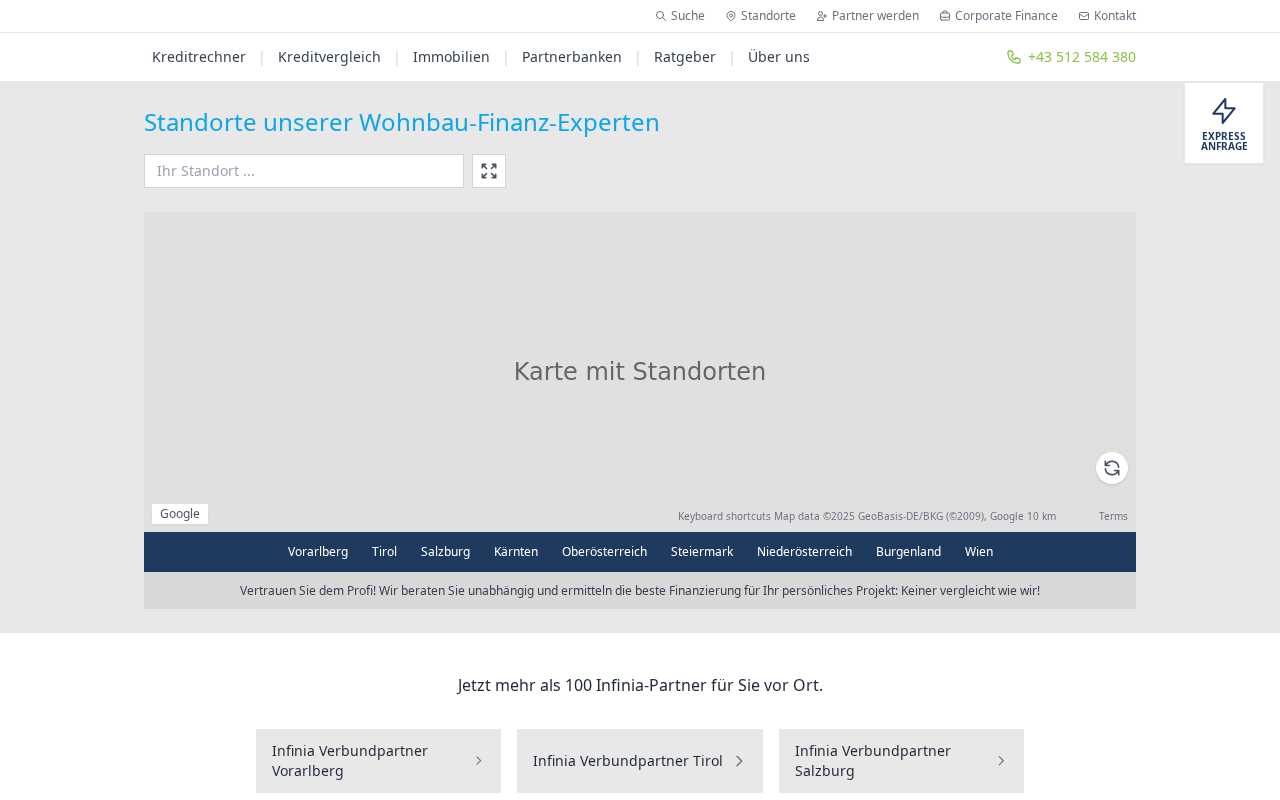 Suche Standorte Partner werden Corporate Finance Kontakt
Kreditrechner | Kreditvergleich | Immobilien | Partnerbanken | Ratgeber | Über uns +43 512 584 380
EXPRESS
ANFRAGE
Standorte unserer Wohnbau-Finanz-Experten
Ihr Standort ...
Karte mit Standorten
Google
Keyboard shortcuts Map data ©2025 GeoBasis-DE/BKG (©2009), Google 10 km Terms
Vorarlberg Tirol Salzburg Kärnten Oberösterreich Steiermark Niederösterreich Burgenland Wien
Vertrauen Sie dem Profi! Wir beraten Sie unabhängig und ermitteln die beste Finanzierung für Ihr persönliches Projekt: Keiner vergleicht wie wir!
Jetzt mehr als 100 Infinia-Partner für Sie vor Ort.
Infinia Verbundpartner
Vorarlberg
Infinia Verbundpartner Tirol
Infinia Verbundpartner
Salzburg